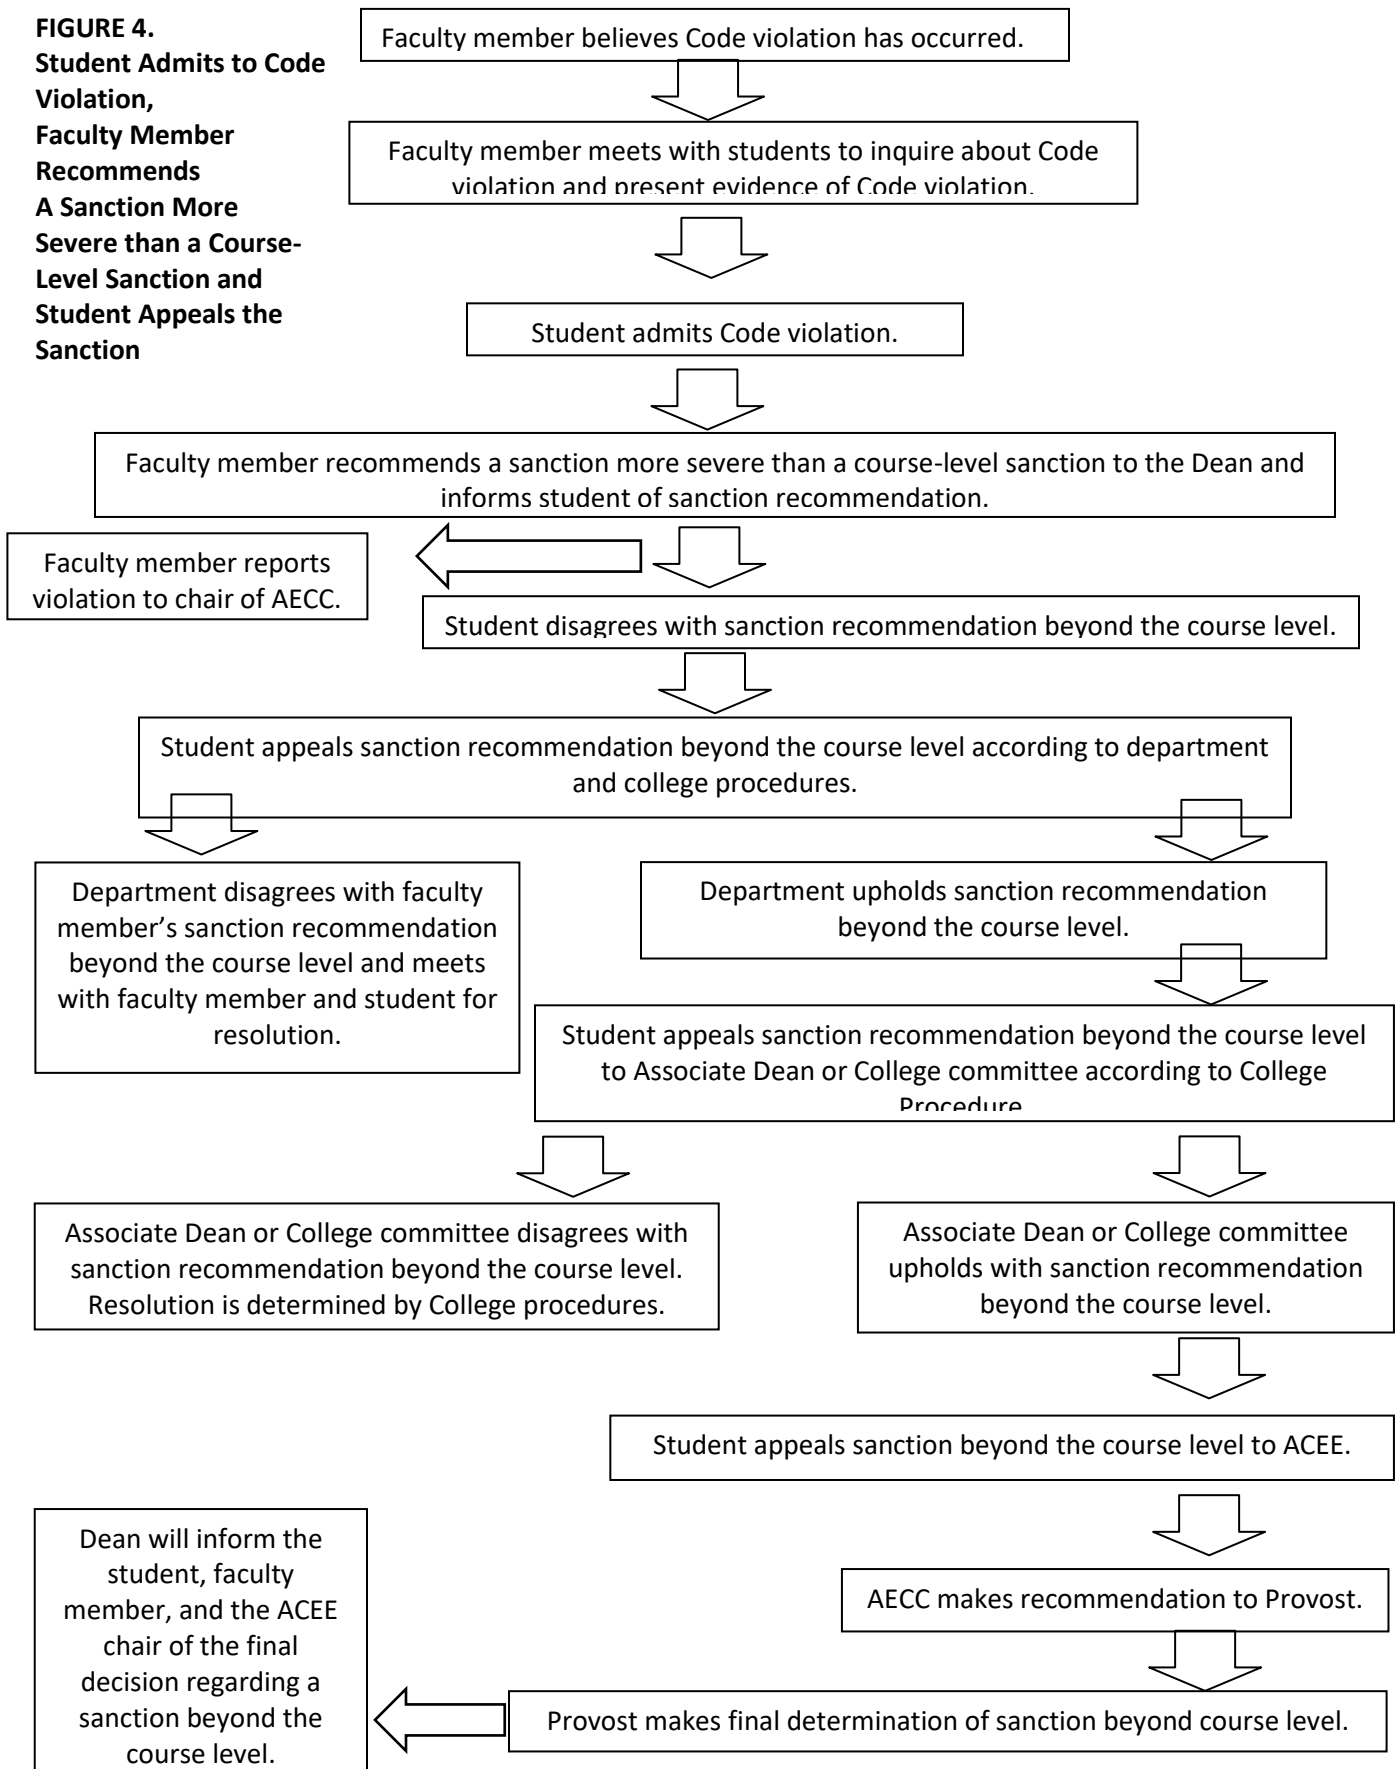 FIGURE 4.
Student Admits to Code
Violation,
Faculty Member
Recommends
A Sanction More
Severe than a Course-
Level Sanction and
Student Appeals the
Sanction
Faculty member believes Code violation has occurred.
Faculty member meets with students to inquire about Code
violation and present evidence of Code violation.
Student admits Code violation.
Faculty member recommends a sanction more severe than a course-level sanction to the Dean and
informs student of sanction recommendation.
Faculty member reports
violation to chair of AECC.
Student disagrees with sanction recommendation beyond the course level.
Student appeals sanction recommendation beyond the course level according to department
and college procedures.
Department disagrees with faculty
member’s sanction recommendation
beyond the course level and meets
with faculty member and student for
resolution.
Department upholds sanction recommendation
beyond the course level.
Student appeals sanction recommendation beyond the course level
to Associate Dean or College committee according to College
Procedure
Associate Dean or College committee disagrees with
sanction recommendation beyond the course level.
Resolution is determined by College procedures.
Associate Dean or College committee
upholds with sanction recommendation
beyond the course level.
Student appeals sanction beyond the course level to ACEE.
AECC makes recommendation to Provost.
Provost makes final determination of sanction beyond course level.
Dean will inform the
student, faculty
member, and the ACEE
chair of the final
decision regarding a
sanction beyond the
course level.